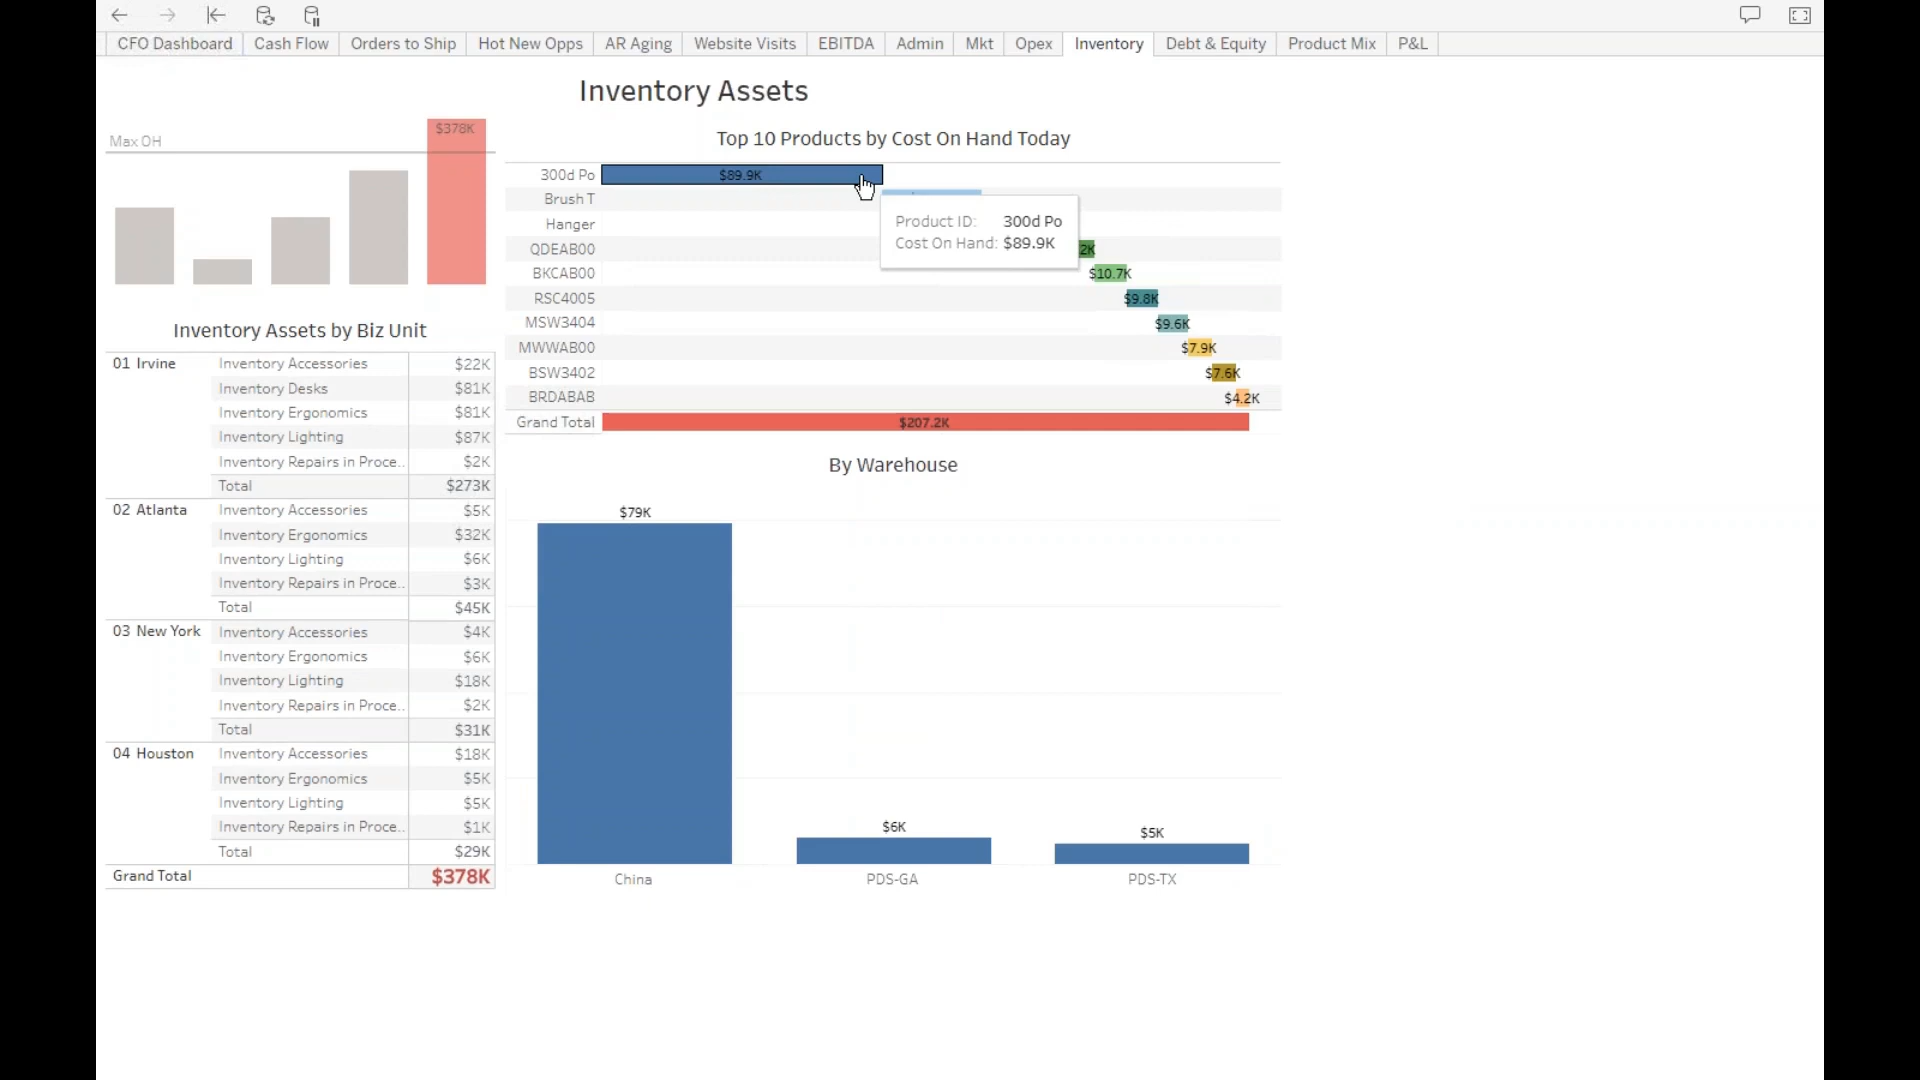 CFO Dashboard Cash Flow Orders to Ship Hot New Opps AR Aging Website Visits EBITDA Admin Mkt Opex Inventory Debt & Equity Product Mix P&L
Inventory Assets
Max OH
$378K
Inventory Assets by Biz Unit
01 Irvine Inventory Accessories $22K
Inventory Desks $81K
Inventory Ergonomics $81K
Inventory Lighting $87K
Inventory Repairs in Proce.. $2K
Total $273K
02 Atlanta Inventory Accessories $5K
Inventory Ergonomics $32K
Inventory Lighting $6K
Inventory Repairs in Proce.. $3K
Total $45K
03 New York Inventory Accessories $4K
Inventory Ergonomics $6K
Inventory Lighting $18K
Inventory Repairs in Proce.. $2K
Total $31K
04 Houston Inventory Accessories $18K
Inventory Ergonomics $5K
Inventory Lighting $5K
Inventory Repairs in Proce.. $1K
Total $29K
Grand Total $378K
Top 10 Products by Cost On Hand Today
300d Po $89.9K
Brush T
Hanger
QDEAB00 2K
BKCAB00 $10.7K
RSC4005 $9.8K
MSW3404 $9.6K
MWWAB00 $7.9K
BSW3402 $7.6K
BRDABAB $4.2K
Grand Total $207.2K
Product ID: 300d Po
Cost On Hand: $89.9K
By Warehouse
$79K
$6K
$5K
China PDS-GA PDS-TX